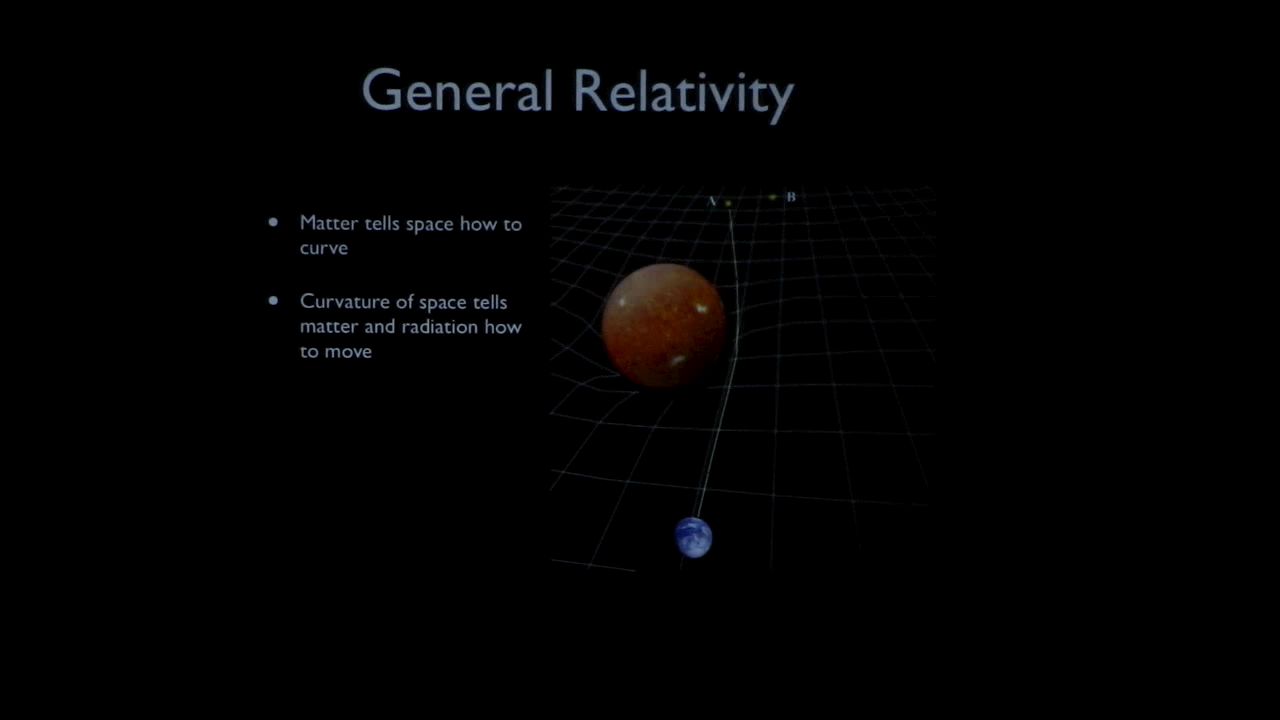 General Relativity
• Matter tells space how to
curve
• Curvature of space tells
matter and radiation how
to move
A
B